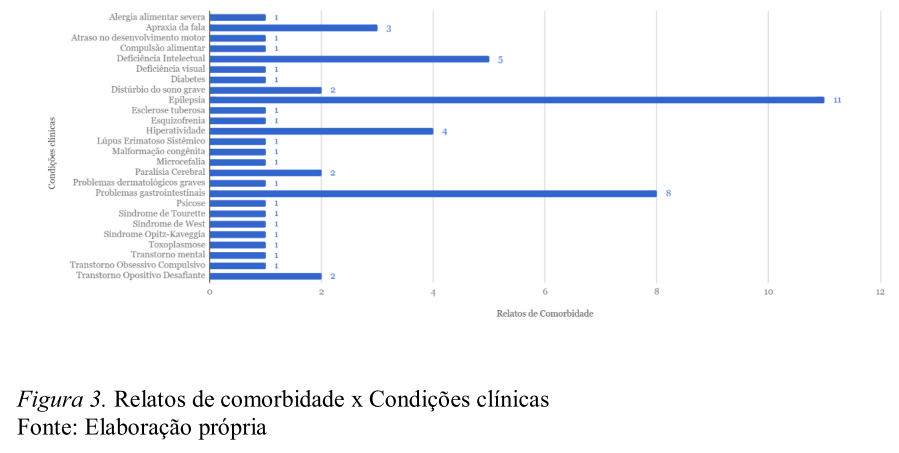 Alergia alimentar severa 1
Apraxia da fala 3
Atraso no desenvolvimento motor 1
Compulsão alimentar 1
Deficiência Intelectual 5
Deficiência visual 1
Diabetes 1
Distúrbio do sono grave 2
Epilepsia 11
Esclerose tuberosa 1
Esquizofrenia 1
Hiperatividade 4
Lúpus Erimatoso Sistêmico 1
Malformação congênita 1
Microcefalia 1
Paralisia Cerebral 2
Problemas dermatológicos graves 1
Problemas gastrointestinais 8
Psicose 1
Síndrome de Tourette 1
Síndrome de West 1
Síndrome Opitz-Kaveggia 1
Toxoplasmose 1
Transtorno mental 1
Transtorno Obsessivo Compulsivo 1
Transtorno Opositivo Desafiante 2
Condições clínicas
0 2 4 6 8 10 12
Relatos de Comorbidade
Figura 3. Relatos de comorbidade x Condições clínicas
Fonte: Elaboração própria